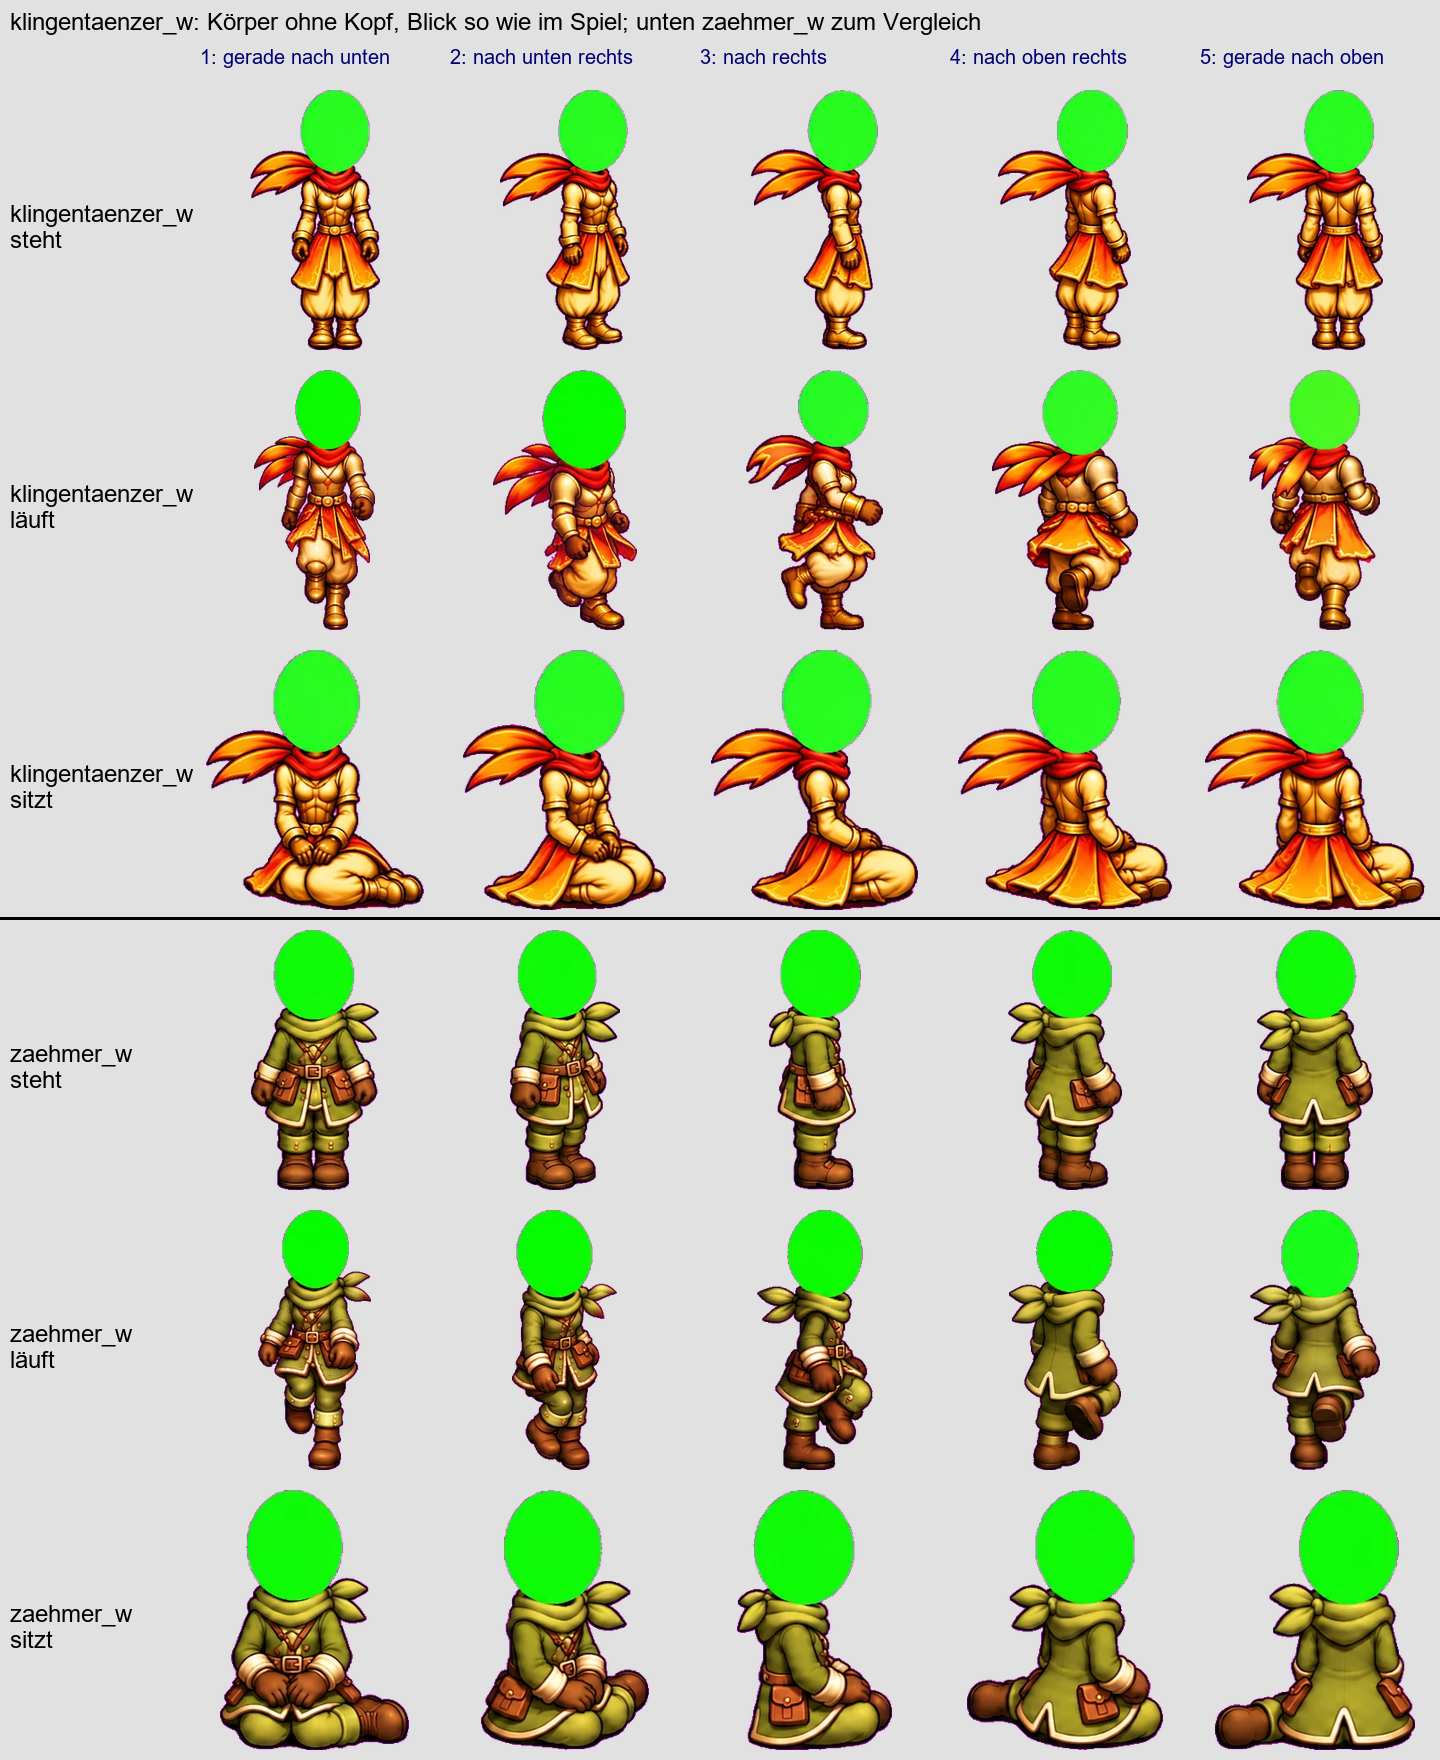 klingentaenzer_w: Körper ohne Kopf, Blick so wie im Spiel; unten zaehmer_w zum Vergleich
1: gerade nach unten
2: nach unten rechts
3: nach rechts
4: nach oben rechts
5: gerade nach oben
klingentaenzer_w
steht
klingentaenzer_w
läuft
klingentaenzer_w
sitzt
zaehmer_w
steht
zaehmer_w
läuft
zaehmer_w
sitzt